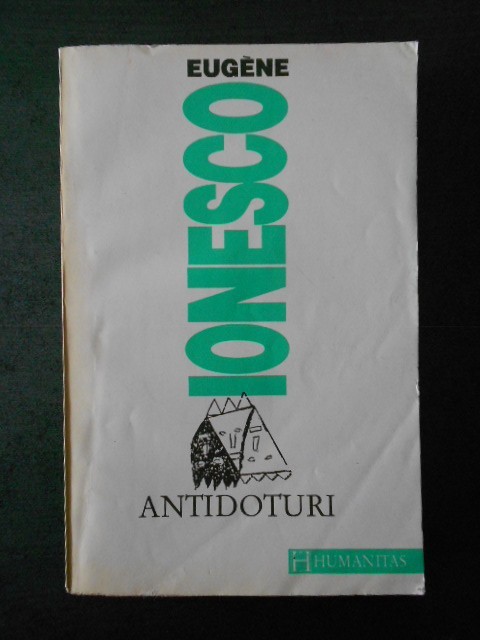 EUGÈNE
IONESCO
ANTIDOTURI
HUMANITAS